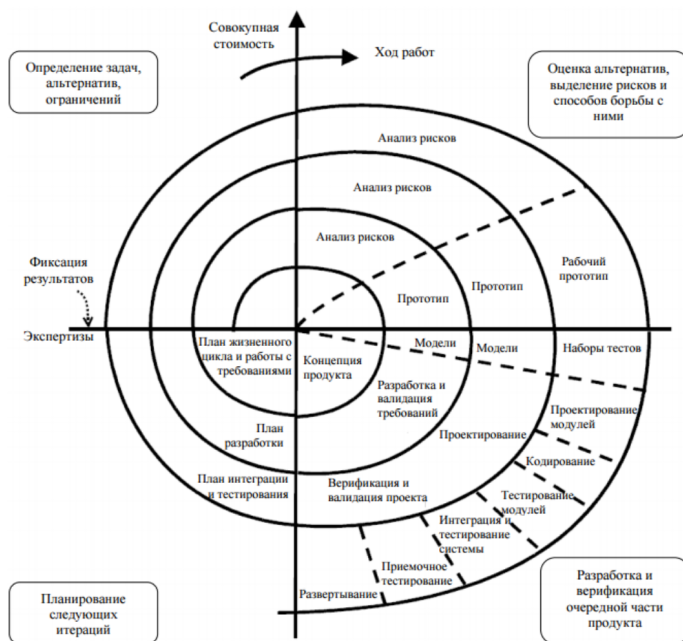 Совокупная
стоимость
Ход работ
Определение задач,
альтернатив,
ограничений
Оценка альтернатив,
выделение рисков и
способов борьбы с
ними
Анализ рисков
Анализ рисков
Анализ рисков
Фиксация
результатов
Рабочий
прототип
Прототип
Прототип
Экспертизы
План жизненного
цикла и работы с
требованиями
Концепция
продукта
Модели
Модели
Наборы тестов
Разработка и
валидация
требований
Проектирование
модулей
План
разработки
Проектирование
Кодирование
План интеграции
и тестирования
Верификация и
валидация проекта
Тестирование
модулей
Интеграция и
тестирование
системы
Приемочное
тестирование
Развертывание
Планирование
следующих
итераций
Разработка и
верификация
очередной части
продукта